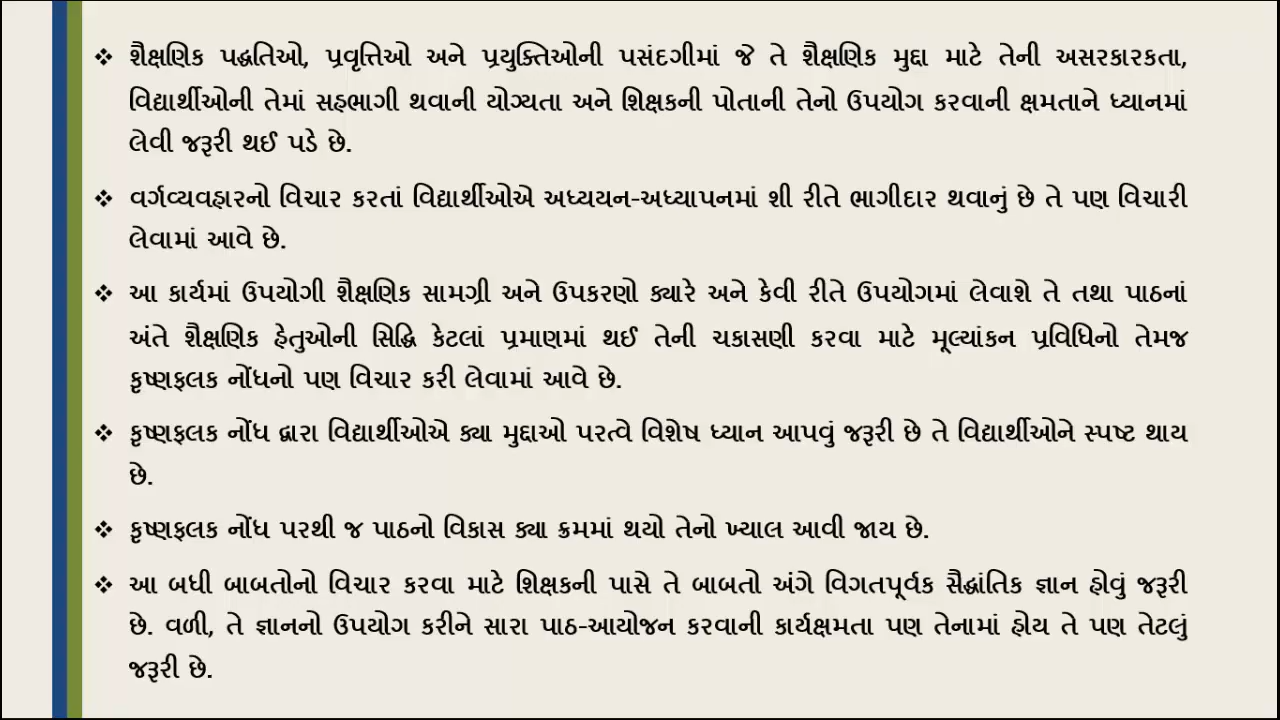 ❖ શૈક્ષણિક પદ્ધતિઓ, પ્રવૃત્તિઓ અને પ્રયુક્તિઓની પસંદગીમાં જે તે શૈક્ષણિક મુદ્દા માટે તેની અસરકારકતા,
વિદ્યાર્થીઓની તેમાં સહભાગી થવાની યોગ્યતા અને શિક્ષકની પોતાની તેનો ઉપયોગ કરવાની ક્ષમતાને ધ્યાનમાં
લેવી જરૂરી થઈ પડે છે.
❖ વર્ગવ્યવહારનો વિચાર કરતાં વિદ્યાર્થીઓએ અધ્યયન-અધ્યાપનમાં શી રીતે ભાગીદાર થવાનું છે તે પણ વિચારી
લેવામાં આવે છે.
❖ આ કાર્યમાં ઉપયોગી શૈક્ષણિક સામગ્રી અને ઉપકરણો ક્યારે અને કેવી રીતે ઉપયોગમાં લેવાશે તે તથા પાઠનાં
અંતે શૈક્ષણિક હેતુઓની સિદ્ધિ કેટલાં પ્રમાણમાં થઈ તેની ચકાસણી કરવા માટે મૂલ્યાંકન પ્રવિધિનો તેમજ
કૃષ્ણફલક નોંધનો પણ વિચાર કરી લેવામાં આવે છે.
❖ કૃષ્ણફલક નોંધ દ્વારા વિદ્યાર્થીઓએ ક્યા મુદ્દાઓ પરત્વે વિશેષ ધ્યાન આપવું જરૂરી છે તે વિદ્યાર્થીઓને સ્પષ્ટ થાય
છે.
❖ કૃષ્ણફલક નોંધ પરથી જ પાઠનો વિકાસ ક્યા ક્રમમાં થયો તેનો ખ્યાલ આવી જાય છે.
❖ આ બધી બાબતોનો વિચાર કરવા માટે શિક્ષકની પાસે તે બાબતો અંગે વિગતપૂર્વક સૈદ્ધાંતિક જ્ઞાન હોવું જરૂરી
છે. વળી, તે જ્ઞાનનો ઉપયોગ કરીને સારા પાઠ-આયોજન કરવાની કાર્યક્ષમતા પણ તેનામાં હોય તે પણ તેટલું
જરૂરી છે.